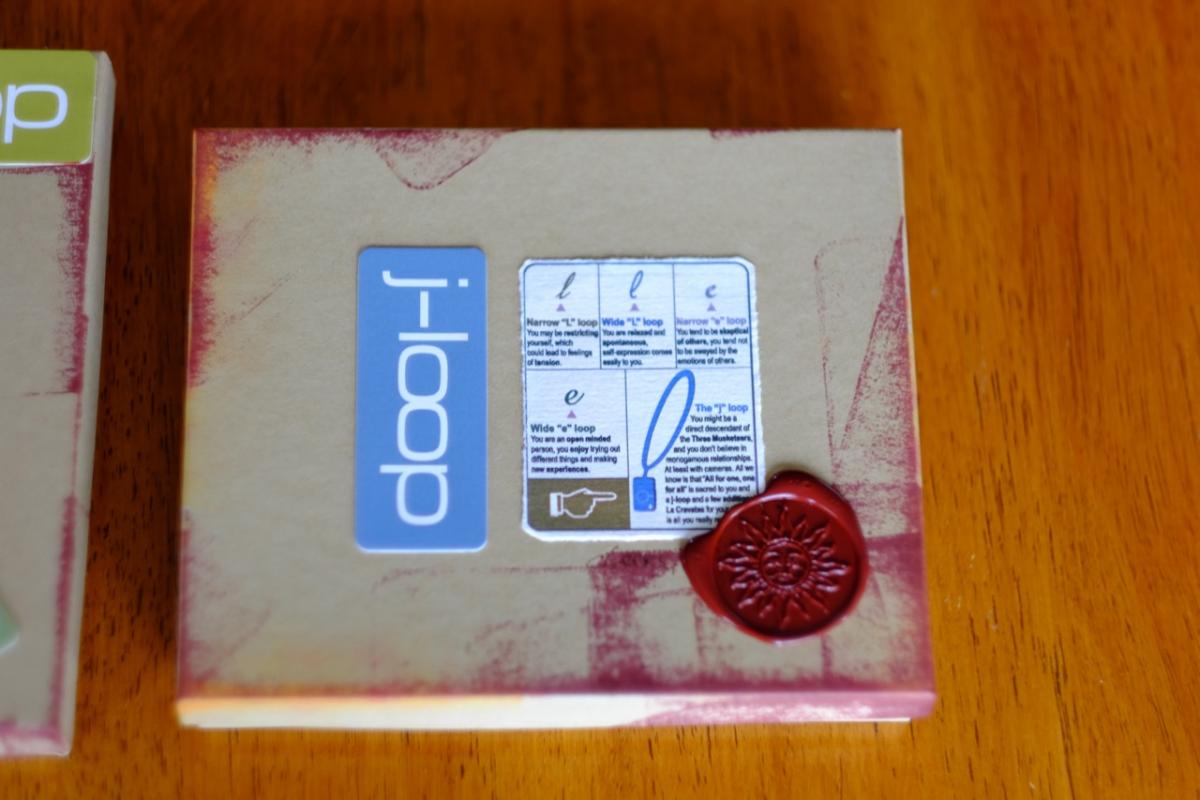 op
j-loop
l
Narrow "L" loop
You may be restricting
yourself, which
could lead to feelings
of tension.
l
Wide "L" loop
You are relaxed and
spontaneous,
self-expression comes
easily to you.
e
Narrow "e" loop
You tend to be skeptical
of others, you tend not
to be swayed by the
emotions of others.
e
Wide "e" loop
You are an open minded
person, you enjoy trying out
different things and making
new experiences.
The "j" loop
You might be a
direct descendant of
the Three Musketeers,
and you don't believe in
monogamous relationships.
At least with cameras. All we
know is that "All for one, one
for all" is sacred to you and
a j-loop and a few
La Cravates for your
is all you really